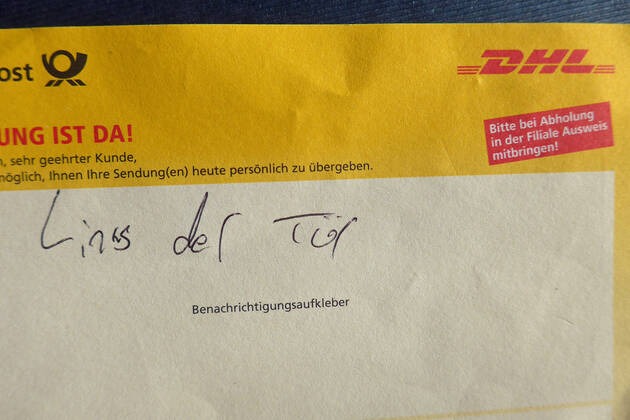 ost
DHL
UNG IST DA!
n, sehr geehrter Kunde,
möglich, Ihnen Ihre Sendung(en) heute persönlich zu übergeben.
Bitte bei Abholung
in der Filiale Ausweis
mitbringen!
Links der Tür
Benachrichtigungsaufkleber